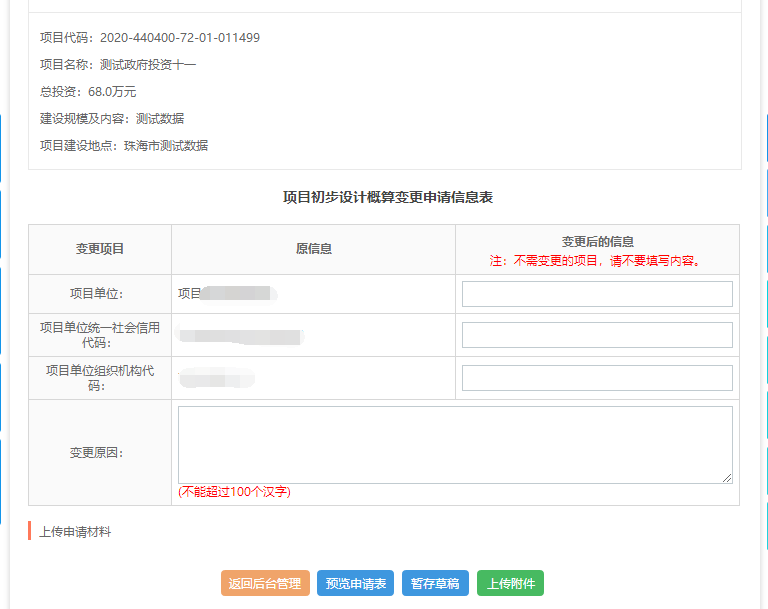 项目代码：2020-440400-72-01-011499
项目名称：测试政府投资十一
总投资：68.0万元
建设规模及内容：测试数据
项目建设地点：珠海市测试数据
项目初步设计概算变更申请信息表
变更项目
原信息
变更后的信息
注：不需变更的项目，请不要填写内容。
项目单位：
项目
项目单位统一社会信用
代码：
项目单位组织机构代
码：
变更原因：
(不能超过100个汉字)
上传申请材料
返回后台管理
预览申请表
暂存草稿
上传附件